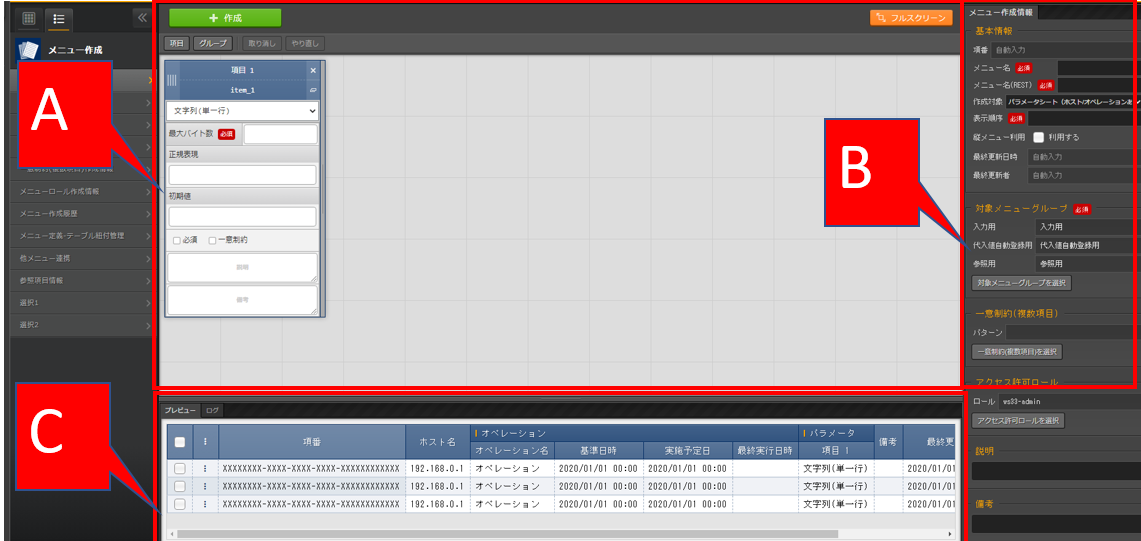 メニュー作成
一意制約(複数項目)作成情報
メニューロール作成情報
メニュー作成履歴
メニュー定義-テーブル紐付管理
他メニュー連携
参照項目情報
選択1
選択2
A
+ 作成
フルスクリーン
項目 グループ 取り消し やり直し
項目 1
item_1
文字列(単一行)
最大バイト数 必須
正規表現
初期値
必須 一意制約
説明
備考
B
メニュー作成情報
基本情報
項番 自動入力
メニュー名 必須
メニュー名(REST) 必須
作成対象 パラメータシート（ホスト/オペレーションあ
表示順序 必須
縦メニュー利用 利用する
最終更新日時 自動入力
最終更新者 自動入力
対象メニューグループ 必須
入力用 入力用
代入値自動登録用 代入値自動登録用
参照用 参照用
対象メニューグループを選択
一意制約(複数項目)
パターン
一意制約(複数項目)を選択
アクセス許可ロール
ロール ws33-admin
アクセス許可ロールを選択
説明
備考
C
プレビュー ログ
項番 ホスト名 オペレーション パラメータ 備考 最終更
オペレーション名 基準日時 実施予定日 最終実行日時 項目 1
XXXXXXXX-XXXX-XXXX-XXXX-XXXXXXXXXXXX 192.168.0.1 オペレーション 2020/01/01 00:00 2020/01/01 00:00 文字列(単一行) 2020/01/01
XXXXXXXX-XXXX-XXXX-XXXX-XXXXXXXXXXXX 192.168.0.1 オペレーション 2020/01/01 00:00 2020/01/01 00:00 文字列(単一行) 2020/01/01
XXXXXXXX-XXXX-XXXX-XXXX-XXXXXXXXXXXX 192.168.0.1 オペレーション 2020/01/01 00:00 2020/01/01 00:00 文字列(単一行) 2020/01/01